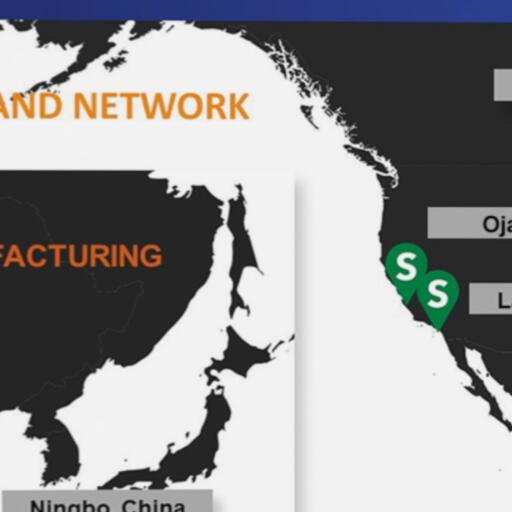 AND NETWORK
FACTURING
Oja
S
S
L
Ningbo, China